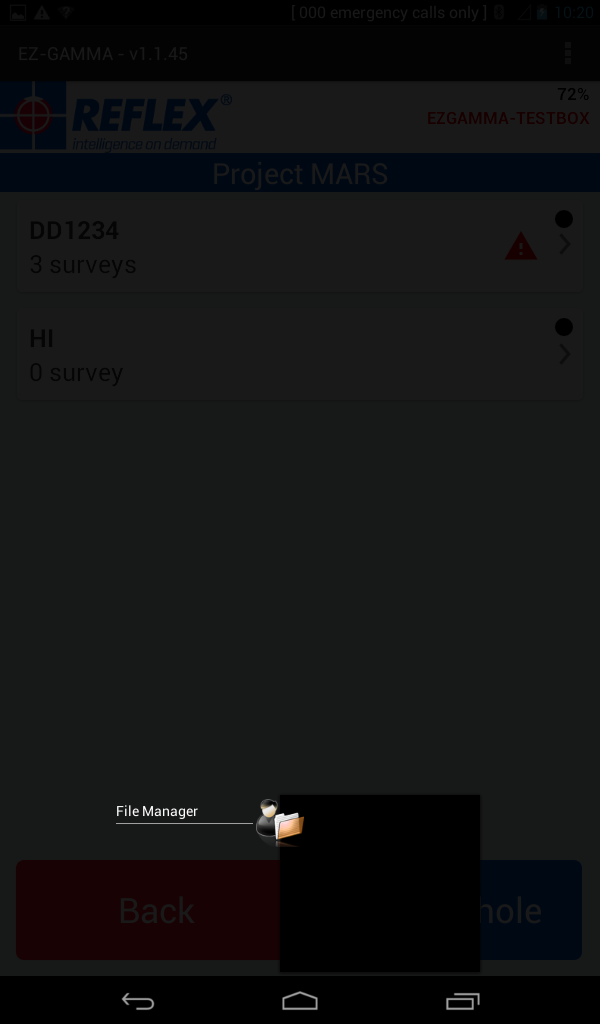 [ 000 emergency calls only ] 10:20
EZ-GAMMA - v1.1.45
72%
REFLEX®
EZGAMMA-TESTBOX
intelligence on demand
Project MARS
DD1234
3 surveys
HI
0 survey
File Manager
Back
hole